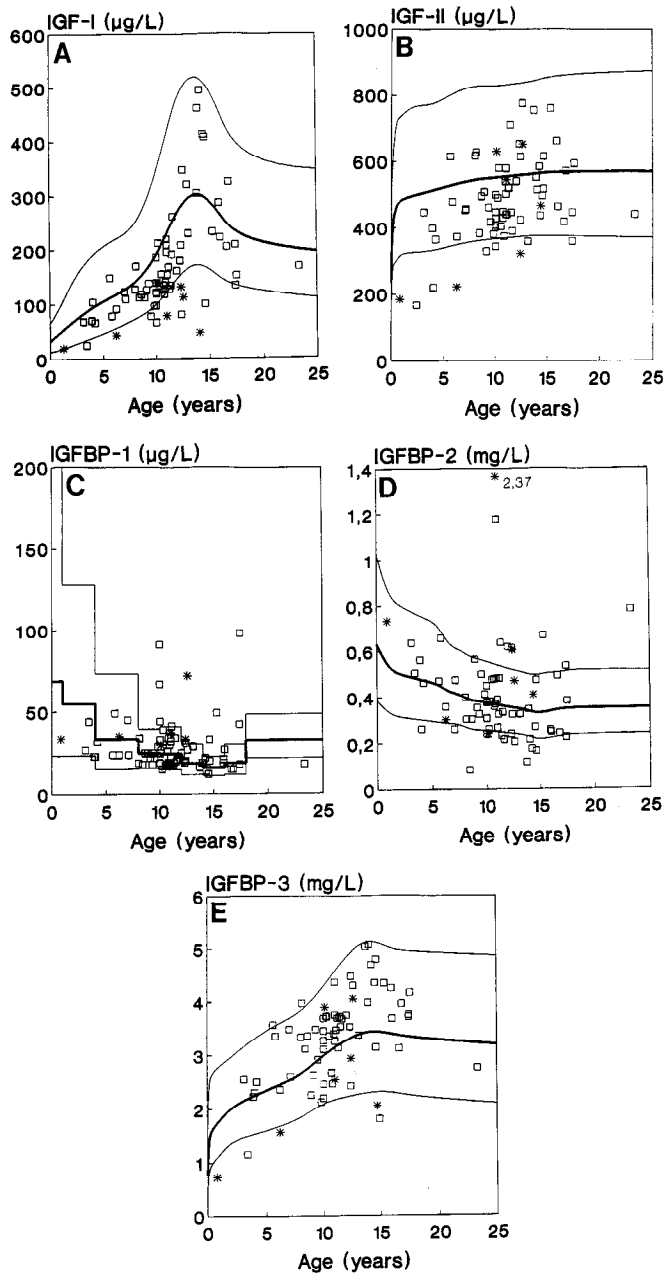 IGF-I (µg/L)
A
600
500
400
300
200
100
0
0 5 10 15 20 25
Age (years)
IGF-II (µg/L)
B
1000
800
600
400
200
0
0 5 10 15 20 25
Age (years)
IGFBP-1 (µg/L)
C
200
150
100
50
0
0 5 10 15 20 25
Age (years)
IGFBP-2 (mg/L)
D
2,37
1,4
1,2
1
0,8
0,6
0,4
0,2
0
0 5 10 15 20 25
Age (years)
IGFBP-3 (mg/L)
E
6
5
4
3
2
1
0
0 5 10 15 20 25
Age (years)